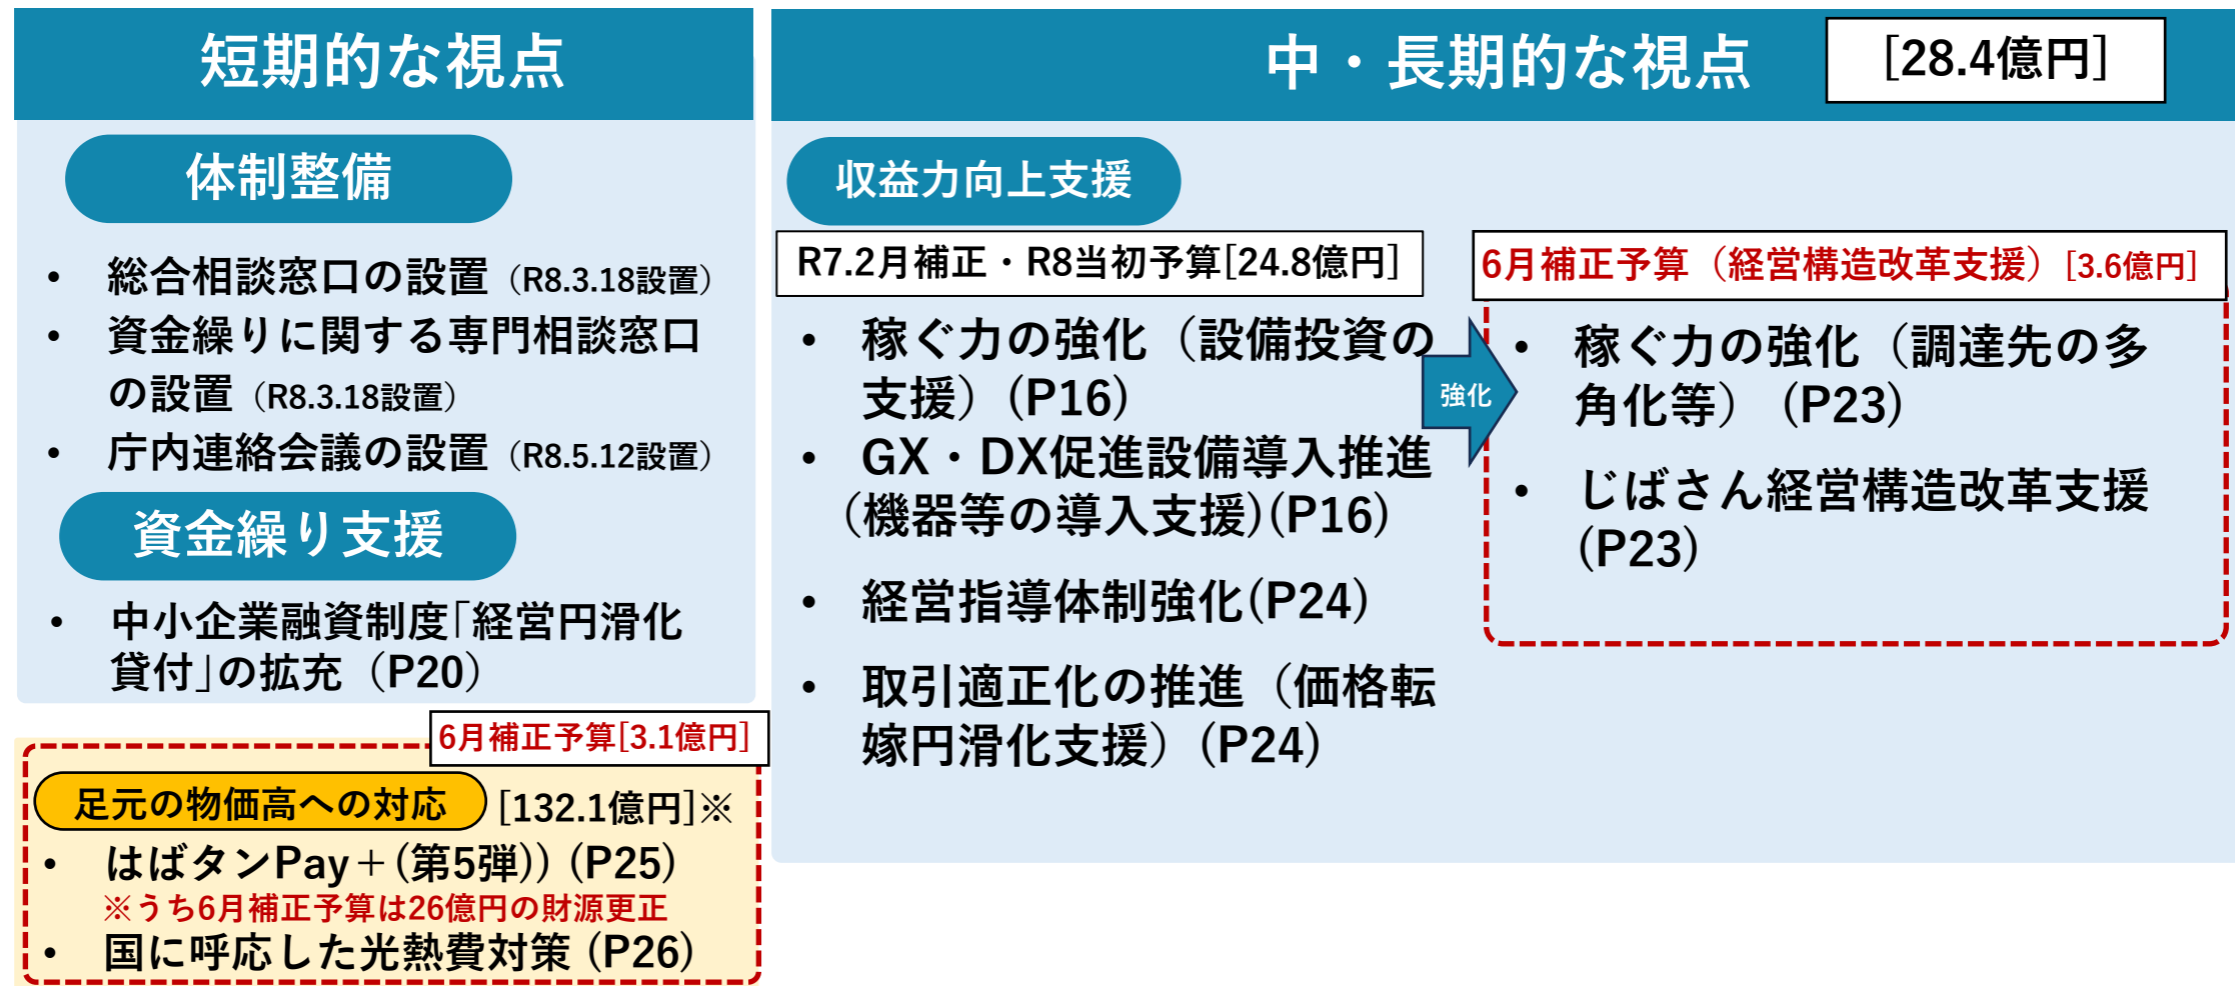 短期的な視点
体制整備
• 総合相談窓口の設置（R8.3.18設置）
• 資金繰りに関する専門相談窓口
の設置（R8.3.18設置）
• 庁内連絡会議の設置（R8.5.12設置）
資金繰り支援
• 中小企業融資制度｢経営円滑化
貸付｣の拡充（P20）
6月補正予算[3.1億円]
足元の物価高への対応 [132.1億円]※
• はばタンPay＋(第5弾)）(P25)
※うち6月補正予算は26億円の財源更正
• 国に呼応した光熱費対策 (P26)
中・長期的な視点 [28.4億円]
収益力向上支援
R7.2月補正・R8当初予算[24.8億円]
• 稼ぐ力の強化（設備投資の
支援）(P16)
• GX・DX促進設備導入推進
（機器等の導入支援)(P16)
• 経営指導体制強化(P24)
• 取引適正化の推進（価格転
嫁円滑化支援）(P24)
強化
6月補正予算（経営構造改革支援）[3.6億円]
• 稼ぐ力の強化（調達先の多
角化等） (P23)
• じばさん経営構造改革支援
(P23)